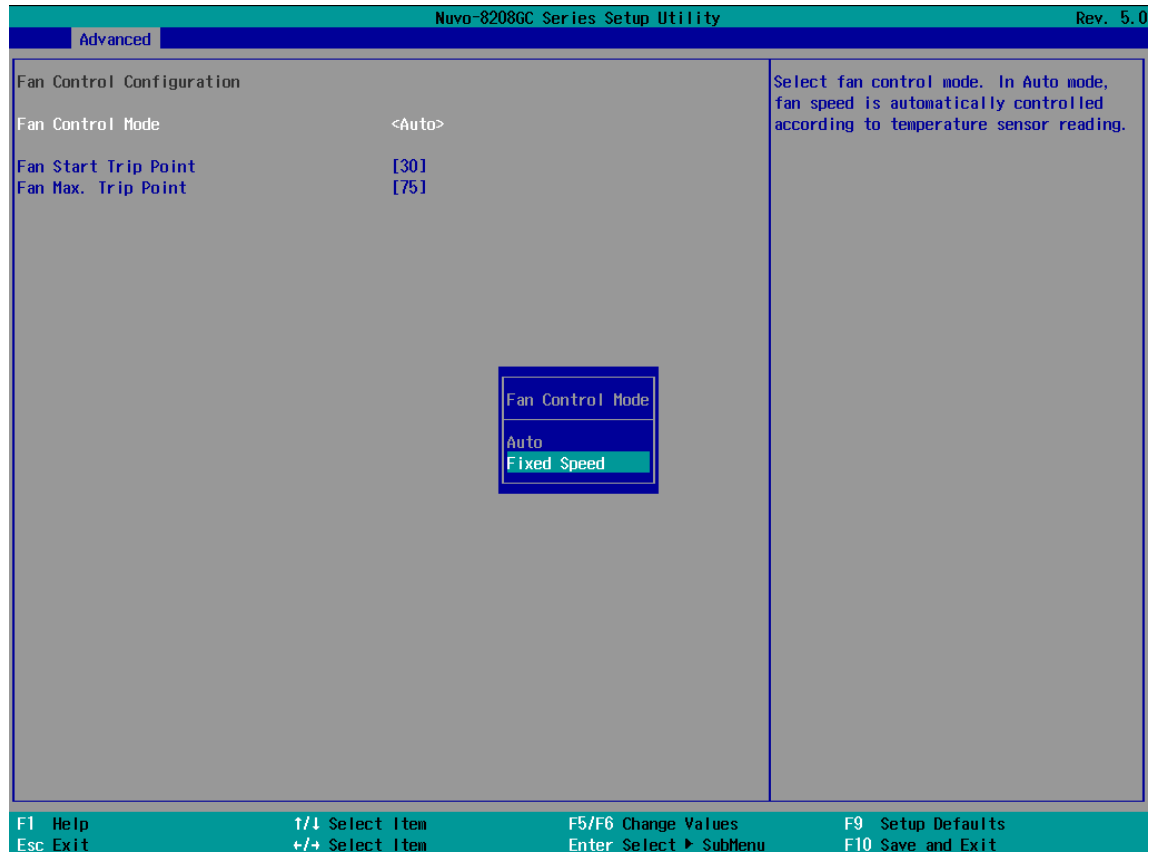 Nuvo-8208GC Series Setup Utility Rev. 5.0
Advanced
Fan Control Configuration
Fan Control Mode <Auto>
Fan Start Trip Point [30]
Fan Max. Trip Point [75]
Select fan control mode. In Auto mode,
fan speed is automatically controlled
according to temperature sensor reading.
Fan Control Mode
Auto
Fixed Speed
F1 Help ↑/↓ Select Item F5/F6 Change Values F9 Setup Defaults
Esc Exit ←/→ Select Item Enter Select ▶ SubMenu F10 Save and Exit